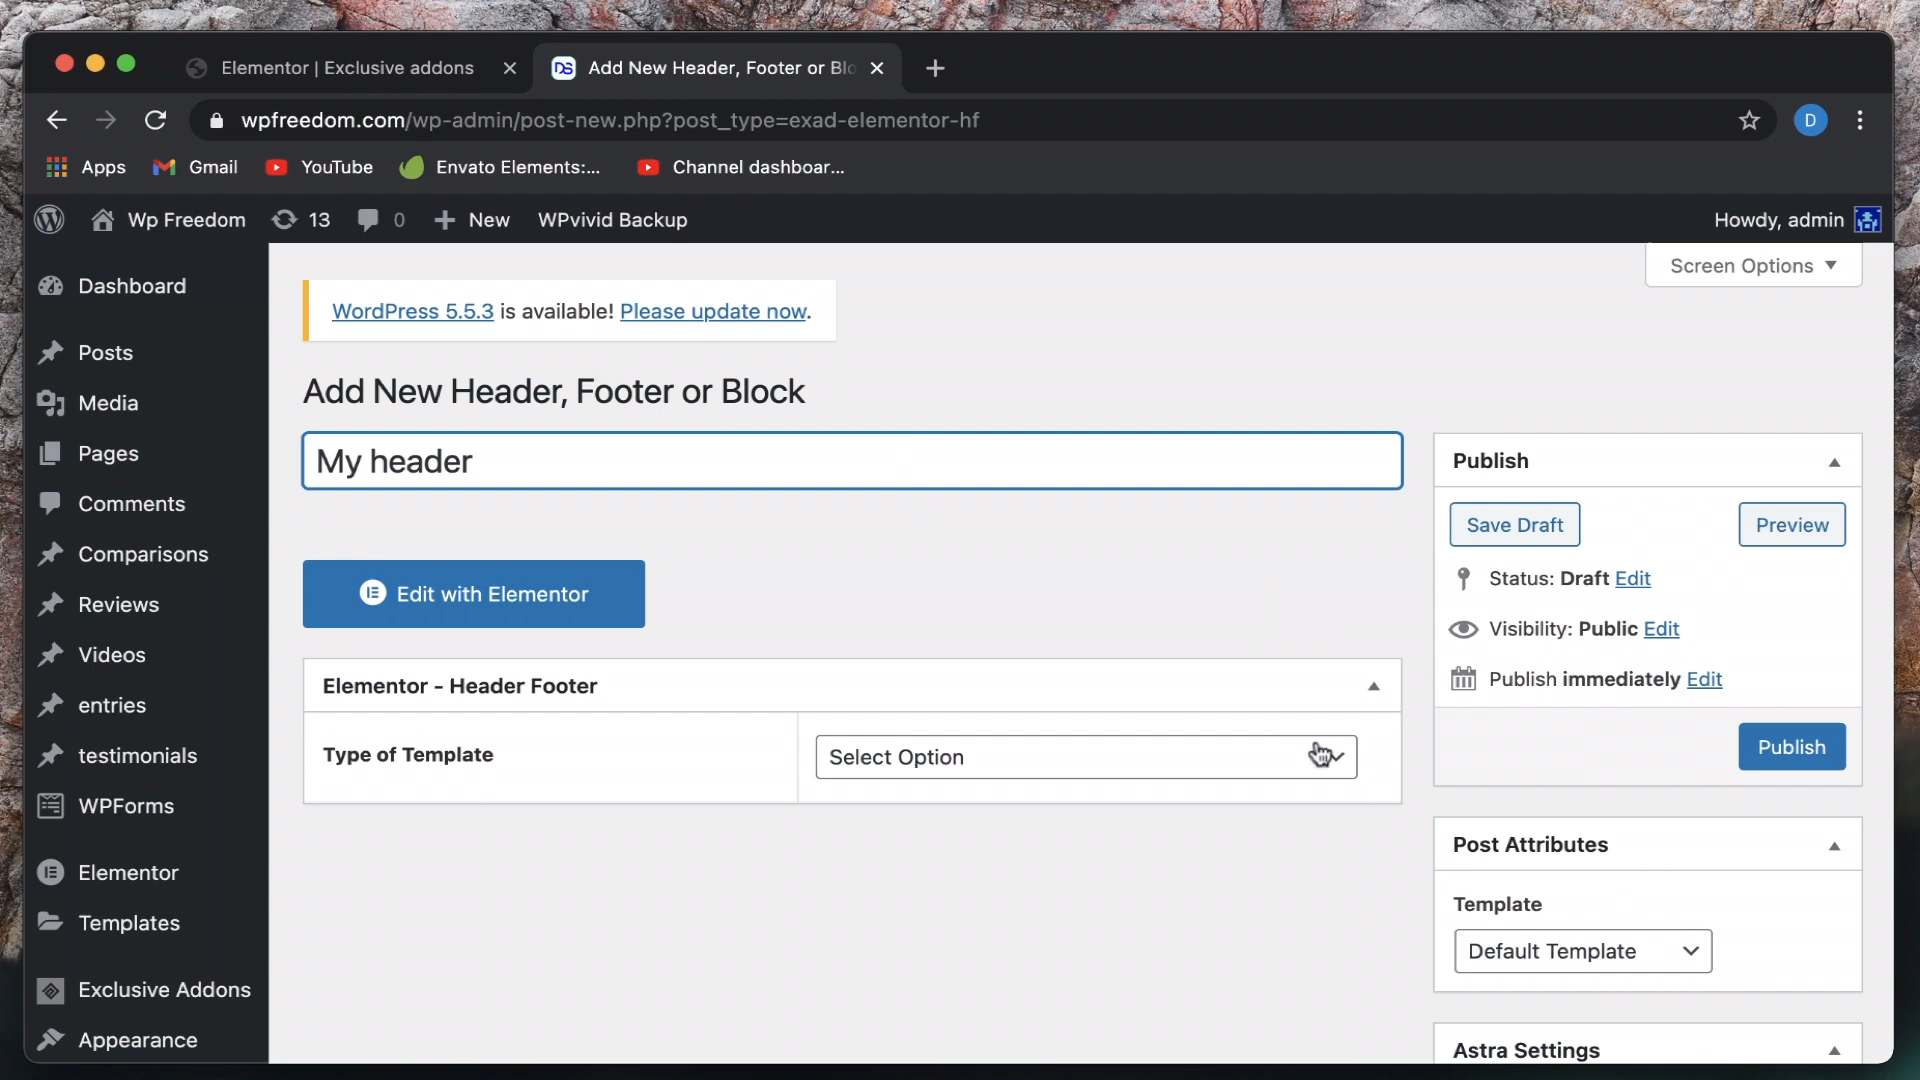 Elementor | Exclusive addons
Add New Header, Footer or Blo
wpfreedom.com/wp-admin/post-new.php?post_type=exad-elementor-hf
D
Apps
Gmail
YouTube
Envato Elements:...
Channel dashboar...
Wp Freedom
13
0
New
WPvivid Backup
Howdy, admin
Screen Options
Dashboard
Posts
Media
Pages
Comments
Comparisons
Reviews
Videos
entries
testimonials
WPForms
Elementor
Templates
Exclusive Addons
Appearance
WordPress 5.5.3 is available! Please update now.
Add New Header, Footer or Block
My header
Edit with Elementor
Elementor - Header Footer
Type of Template
Select Option
Publish
Save Draft
Preview
Status: Draft Edit
Visibility: Public Edit
Publish immediately Edit
Publish
Post Attributes
Template
Default Template
Astra Settings